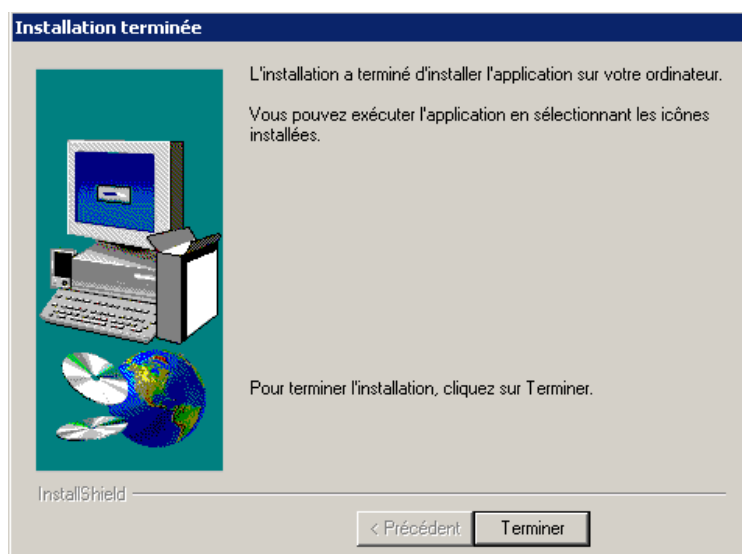 Installation terminée
L'installation a terminé d'installer l'application sur votre ordinateur.
Vous pouvez exécuter l'application en sélectionnant les icônes
installées.
Pour terminer l'installation, cliquez sur Terminer.
InstallShield
< Précédent
Terminer